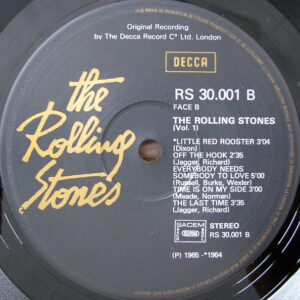 Original Recording
by The Decca Record Cº Ltd. London
DECCA
the
Rolling
Stones
RS 30.001 B
FACE B
THE ROLLING STONES
(Vol. 1)
*LITTLE RED ROOSTER 3'04
(Dixon)
OFF THE HOOK 2'35
(Jagger, Richard)
EVERYBODY NEEDS
SOMEBODY TO LOVE 5'00
(Russell, Burke, Wexler)
TIME IS ON MY SIDE 3'00
(Meade, Norman)
THE LAST TIME 3'35
(Jagger, Richard)
SACEM
STEREO
RS 30.001 B
(P) 1965 -*1964